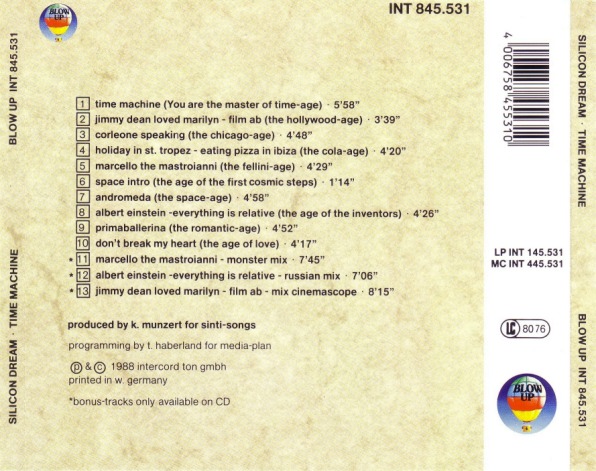 INT 845.531
BLOW UP
BLOW UP INT 845.531
SILICON DREAM · TIME MACHINE
1 time machine (You are the master of time-age) · 5'58"
2 jimmy dean loved marilyn - film ab (the hollywood-age) · 3'39"
3 corleone speaking (the chicago-age) · 4'48"
4 holiday in st. tropez - eating pizza in ibiza (the cola-age) · 4'20"
5 marcello the mastroianni (the fellini-age) · 4'29"
6 space intro (the age of the first cosmic steps) · 1'14"
7 andromeda (the space-age) · 4'58"
8 albert einstein -everything is relative (the age of the inventors) · 4'26"
9 primaballerina (the romantic-age) · 4'52"
10 don't break my heart (the age of love) · 4'17"
*11 marcello the mastroianni - monster mix · 7'45"
*12 albert einstein -everything is relative - russian mix · 7'06"
*13 jimmy dean loved marilyn - film ab - mix cinemascope · 8'15"
produced by k. munzert for sinti-songs
programming by t. haberland for media-plan
℗ & © 1988 intercord ton gmbh
printed in w. germany
*bonus-tracks only available on CD
4 006758 455310
LP INT 145.531
MC INT 445.531
LC 8076
BLOW UP
SILICON DREAM · TIME MACHINE
BLOW UP INT 845.531